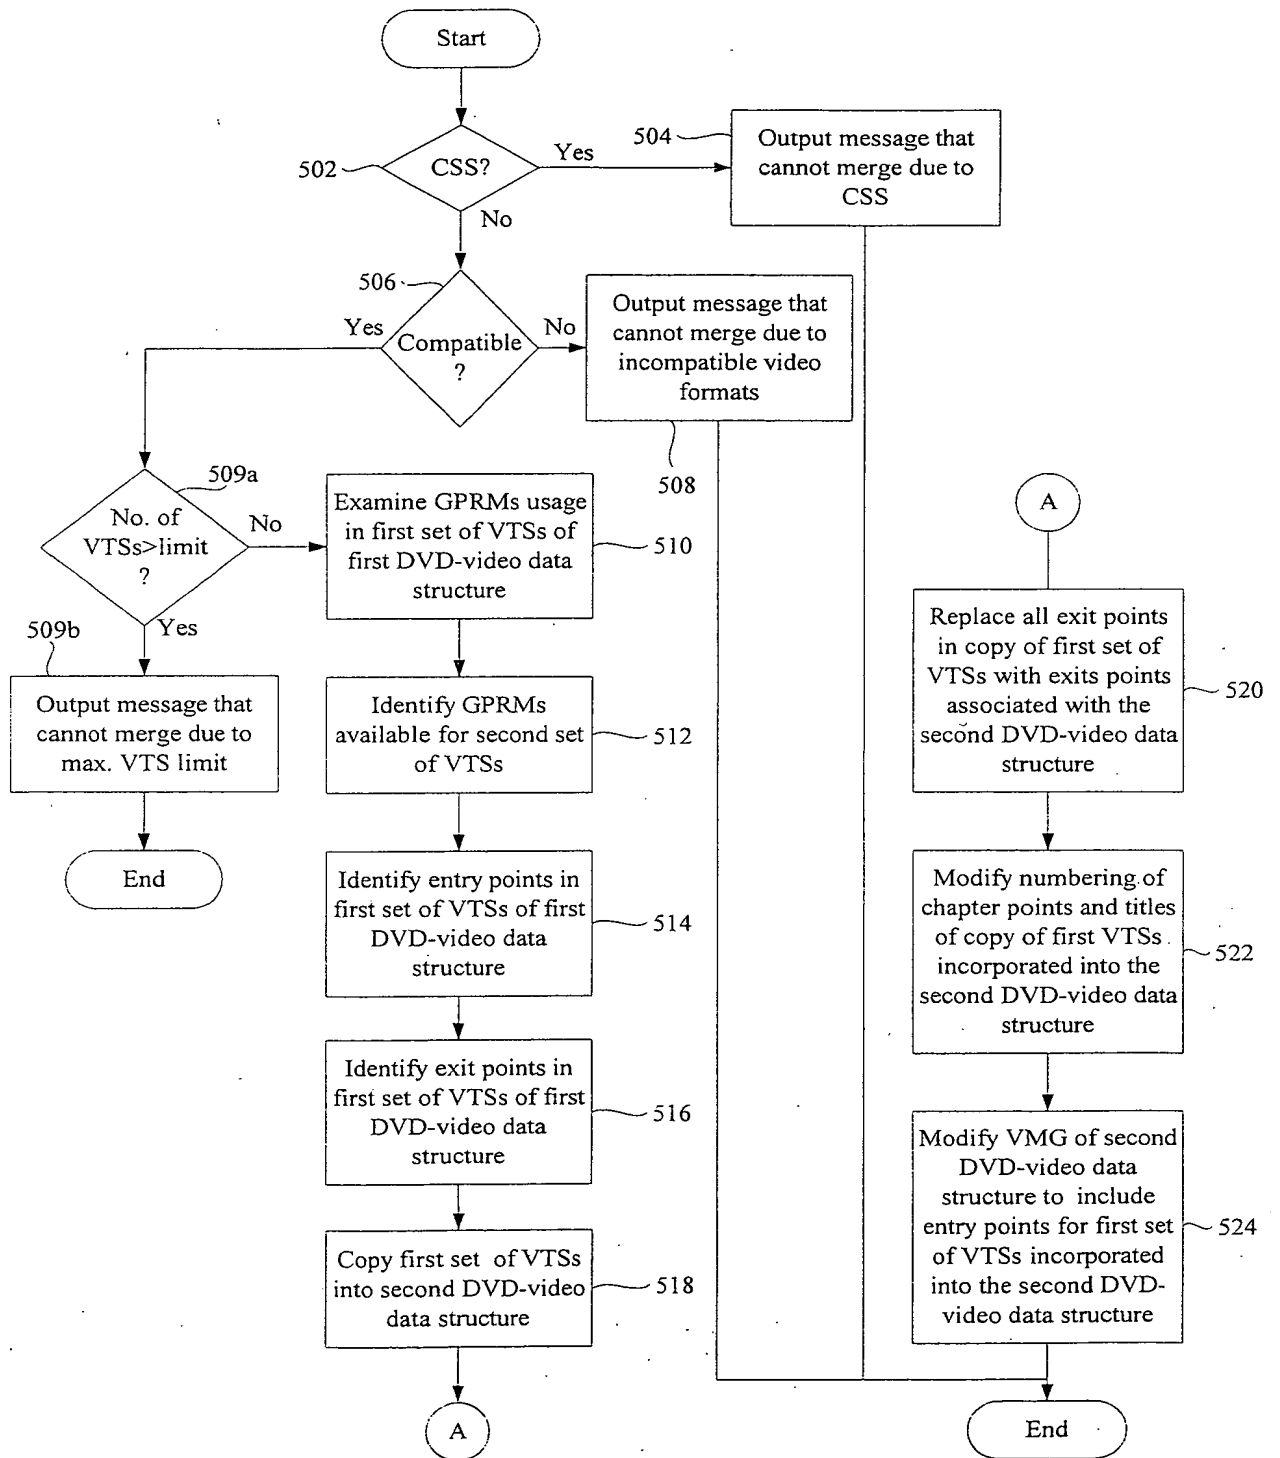 Start
502
CSS?
Yes
No
504
Output message that
cannot merge due to
CSS
506
Yes
Compatible
?
No
Output message that
cannot merge due to
incompatible video
formats
508
509a
No. of
VTSs>limit
?
No
Yes
509b
Output message that
cannot merge due to
max. VTS limit
End
Examine GPRMs usage
in first set of VTSs of
first DVD-video data
structure
510
Identify GPRMs
available for second set
of VTSs
512
Identify entry points in
first set of VTSs of first
DVD-video data
structure
514
Identify exit points in
first set of VTSs of first
DVD-video data
structure
516
Copy first set of VTSs
into second DVD-video
data structure
518
A
A
Replace all exit points
in copy of first set of
VTSs with exits points
associated with the
second DVD-video data
structure
520
Modify numbering of
chapter points and titles
of copy of first VTSs
incorporated into the
second DVD-video data
structure
522
Modify VMG of second
DVD-video data
structure to include
entry points for first set
of VTSs incorporated
into the second DVD-
video data structure
524
End